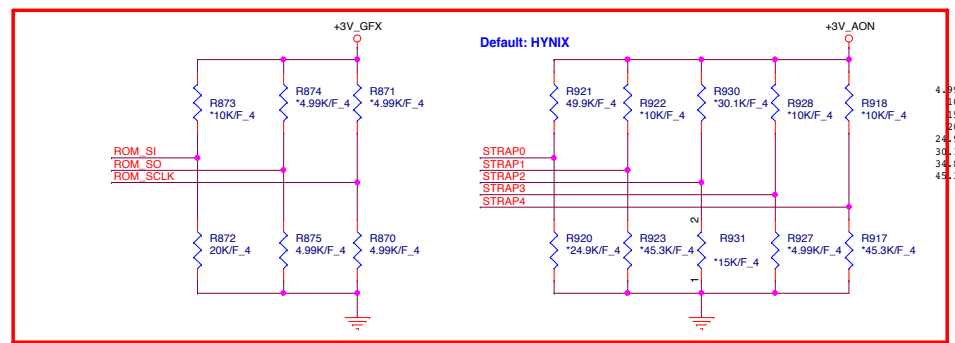 +3V_GFX
+3V_AON
Default: HYNIX
R873
*10K/F_4
R874
*4.99K/F_4
R871
*4.99K/F_4
R921
49.9K/F_4
R922
*10K/F_4
R930
*30.1K/F_4
R928
*10K/F_4
R918
*10K/F_4
ROM_SI
ROM_SO
ROM_SCLK
STRAP0
STRAP1
STRAP2
STRAP3
STRAP4
2
R872
20K/F_4
R875
4.99K/F_4
R870
4.99K/F_4
R920
*24.9K/F_4
R923
*45.3K/F_4
R931
*15K/F_4
R927
*4.99K/F_4
R917
*45.3K/F_4
1